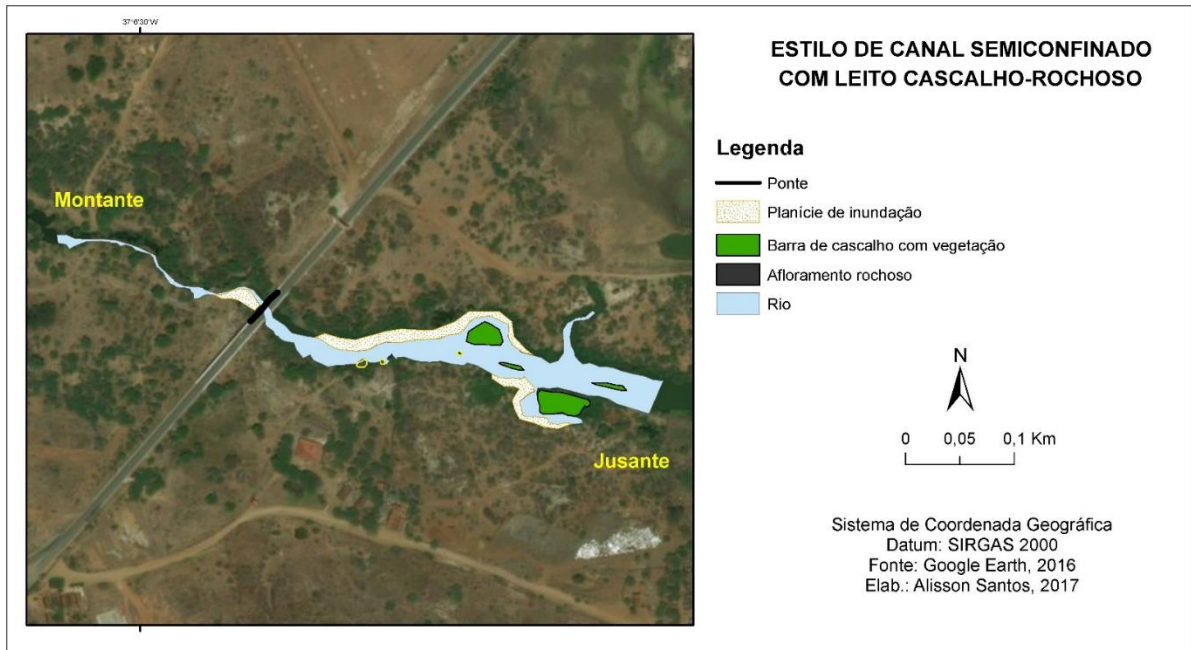 37°6'30"W
ESTILO DE CANAL SEMICONFINADO
COM LEITO CASCALHO-ROCHOSO
Legenda
Ponte
Planície de inundação
Barra de cascalho com vegetação
Afloramento rochoso
Rio
Montante
Jusante
N
0 0,05 0,1 Km
Sistema de Coordenada Geográfica
Datum: SIRGAS 2000
Fonte: Google Earth, 2016
Elab.: Alisson Santos, 2017